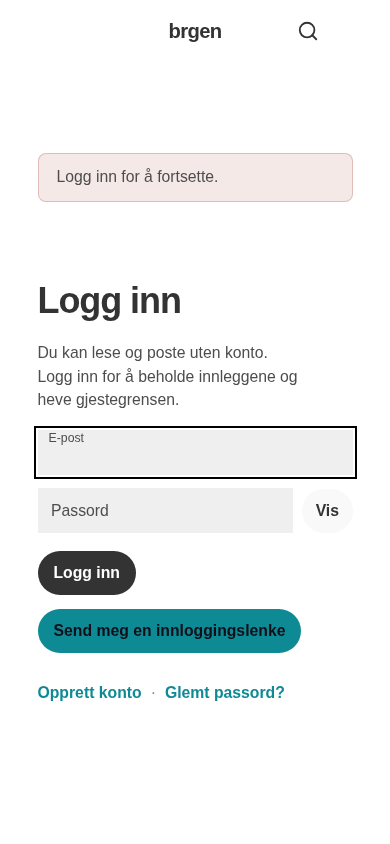 brgen
Logg inn for å fortsette.
Logg inn
Du kan lese og poste uten konto.
Logg inn for å beholde innleggene og
heve gjestegrensen.
E-post
Passord
Vis
Logg inn
Send meg en innloggingslenke
Opprett konto · Glemt passord?